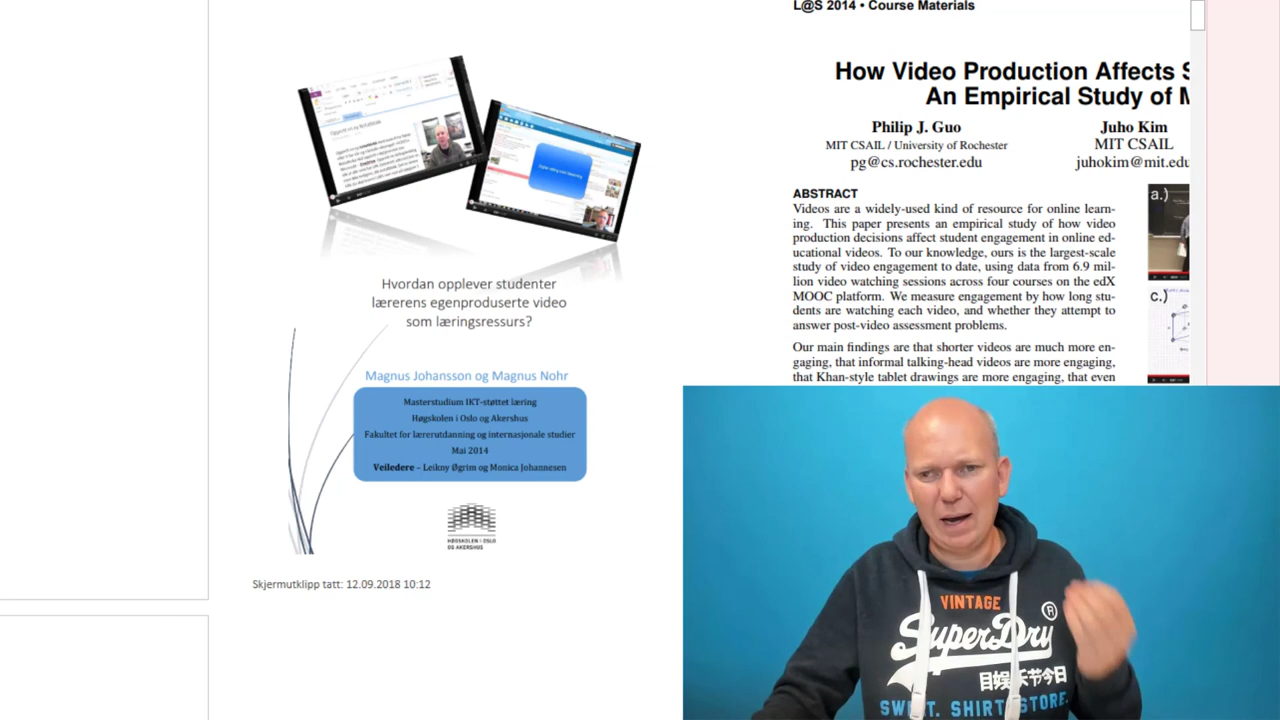 Hvordan opplever studenter
lærerens egenproduserte video
som læringsressurs?
Magnus Johansson og Magnus Nohr
Masterstudium IKT-støttet læring
Høgskolen i Oslo og Akershus
Fakultet for lærerutdanning og internasjonale studier
Mai 2014
Veiledere – Leikny Øgrim og Monica Johannesen
HØGSKOLEN I OSLO
OG AKERSHUS
Skjermutklipp tatt: 12.09.2018 10:12
L@S 2014 • Course Materials
How Video Production Affects S
An Empirical Study of M
Philip J. Guo
MIT CSAIL / University of Rochester
pg@cs.rochester.edu
Juho Kim
MIT CSAIL
juhokim@mit.edu
ABSTRACT
Videos are a widely-used kind of resource for online learn-
ing. This paper presents an empirical study of how video
production decisions affect student engagement in online ed-
ucational videos. To our knowledge, ours is the largest-scale
study of video engagement to date, using data from 6.9 mil-
lion video watching sessions across four courses on the edX
MOOC platform. We measure engagement by how long stu-
dents are watching each video, and whether they attempt to
answer post-video assessment problems.
Our main findings are that shorter videos are much more en-
gaging, that informal talking-head videos are more engaging,
that Khan-style tablet drawings are more engaging, that even
a.)
c.)
VINTAGE
SuperDry ®
目娱乐节今日
SWEAT. SHIRT STORE.